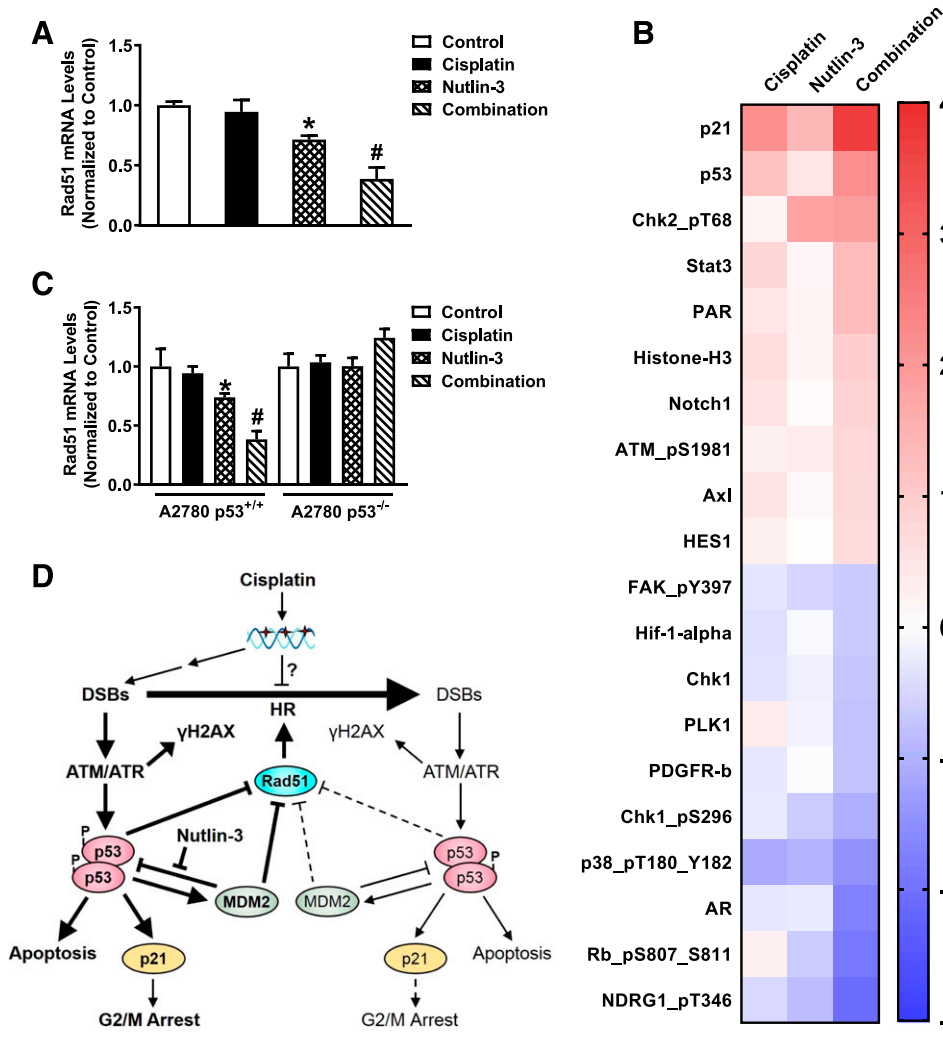 A
Rad51 mRNA Levels
(Normalized to Control)
1.5
1.0
0.5
0.0
*
#
Control
Cisplatin
Nutlin-3
Combination
B
Cisplatin
Nutlin-3
Combination
p21
p53
Chk2_pT68
Stat3
PAR
Histone-H3
Notch1
ATM_pS1981
Axl
HES1
FAK_pY397
Hif-1-alpha
Chk1
PLK1
PDGFR-b
Chk1_pS296
p38_pT180_Y182
AR
Rb_pS807_S811
NDRG1_pT346
C
Rad51 mRNA Levels
(Normalized to Control)
1.5
1.0
0.5
0.0
*
#
A2780 p53+/+
A2780 p53-/-
Control
Cisplatin
Nutlin-3
Combination
D
Cisplatin
?
DSBs
HR
DSBs
γH2AX
γH2AX
ATM/ATR
Rad51
ATM/ATR
P
p53
P
p53
Nutlin-3
MDM2
MDM2
p53
P
p53
Apoptosis
p21
p21
Apoptosis
G2/M Arrest
G2/M Arrest